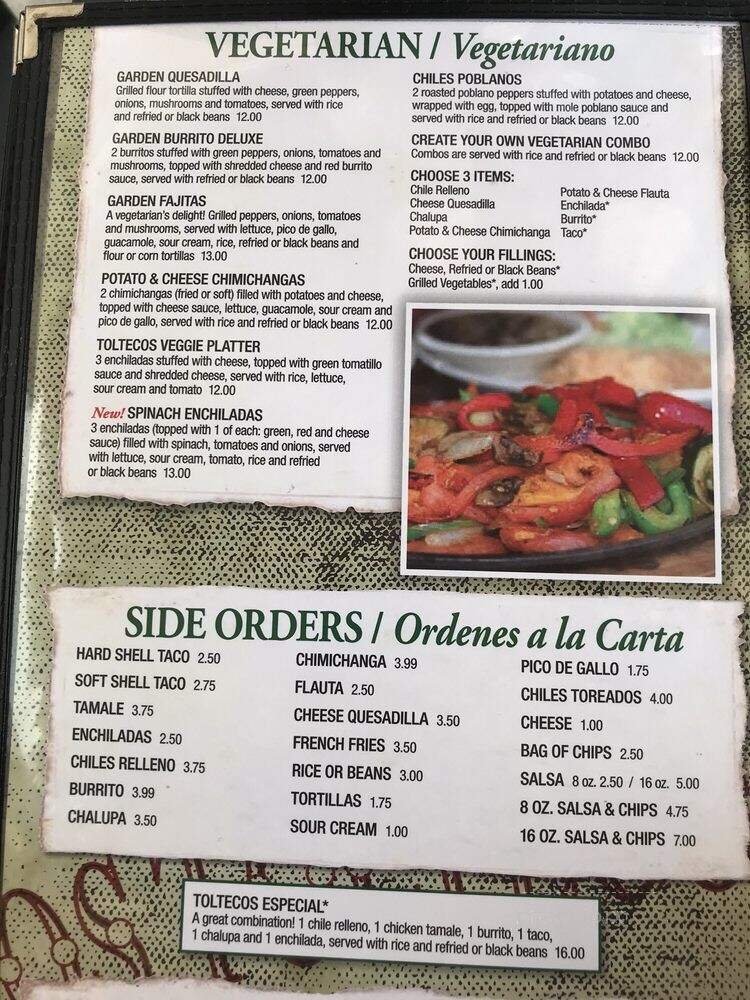 VEGETARIAN / Vegetariano
GARDEN QUESADILLA
Grilled flour tortilla stuffed with cheese, green peppers,
onions, mushrooms and tomatoes, served with rice
and refried or black beans 12.00
GARDEN BURRITO DELUXE
2 burritos stuffed with green peppers, onions, tomatoes and
mushrooms, topped with shredded cheese and red burrito
sauce, served with refried or black beans 12.00
GARDEN FAJITAS
A vegetarian's delight! Grilled peppers, onions, tomatoes
and mushrooms, served with lettuce, pico de gallo,
guacamole, sour cream, rice, refried or black beans and
flour or corn tortillas 13.00
POTATO & CHEESE CHIMICHANGAS
2 chimichangas (fried or soft) filled with potatoes and cheese,
topped with cheese sauce, lettuce, guacamole, sour cream and
pico de gallo, served with rice and refried or black beans 12.00
TOLTECOS VEGGIE PLATTER
3 enchiladas stuffed with cheese, topped with green tomatillo
sauce and shredded cheese, served with rice, lettuce,
sour cream and tomato 12.00
New! SPINACH ENCHILADAS
3 enchiladas (topped with 1 of each: green, red and cheese
sauce) filled with spinach, tomatoes and onions, served
with lettuce, sour cream, tomato, rice and refried
or black beans 13.00
CHILES POBLANOS
2 roasted poblano peppers stuffed with potatoes and cheese,
wrapped with egg, topped with mole poblano sauce and
served with rice and refried or black beans 12.00
CREATE YOUR OWN VEGETARIAN COMBO
Combos are served with rice and refried or black beans 12.00
CHOOSE 3 ITEMS:
Chile Relleno
Cheese Quesadilla
Chalupa
Potato & Cheese Chimichanga
Potato & Cheese Flauta
Enchilada*
Burrito*
Taco*
CHOOSE YOUR FILLINGS:
Cheese, Refried or Black Beans*
Grilled Vegetables*, add 1.00
SIDE ORDERS / Ordenes a la Carta
HARD SHELL TACO 2.50
SOFT SHELL TACO 2.75
TAMALE 3.75
ENCHILADAS 2.50
CHILES RELLENO 3.75
BURRITO 3.99
CHALUPA 3.50
CHIMICHANGA 3.99
FLAUTA 2.50
CHEESE QUESADILLA 3.50
FRENCH FRIES 3.50
RICE OR BEANS 3.00
TORTILLAS 1.75
SOUR CREAM 1.00
PICO DE GALLO 1.75
CHILES TOREADOS 4.00
CHEESE 1.00
BAG OF CHIPS 2.50
SALSA 8 oz. 2.50 / 16 oz. 5.00
8 OZ. SALSA & CHIPS 4.75
16 OZ. SALSA & CHIPS 7.00
TOLTECOS ESPECIAL*
A great combination! 1 chile relleno, 1 chicken tamale, 1 burrito, 1 taco,
1 chalupa and 1 enchilada, served with rice and refried or black beans 16.00